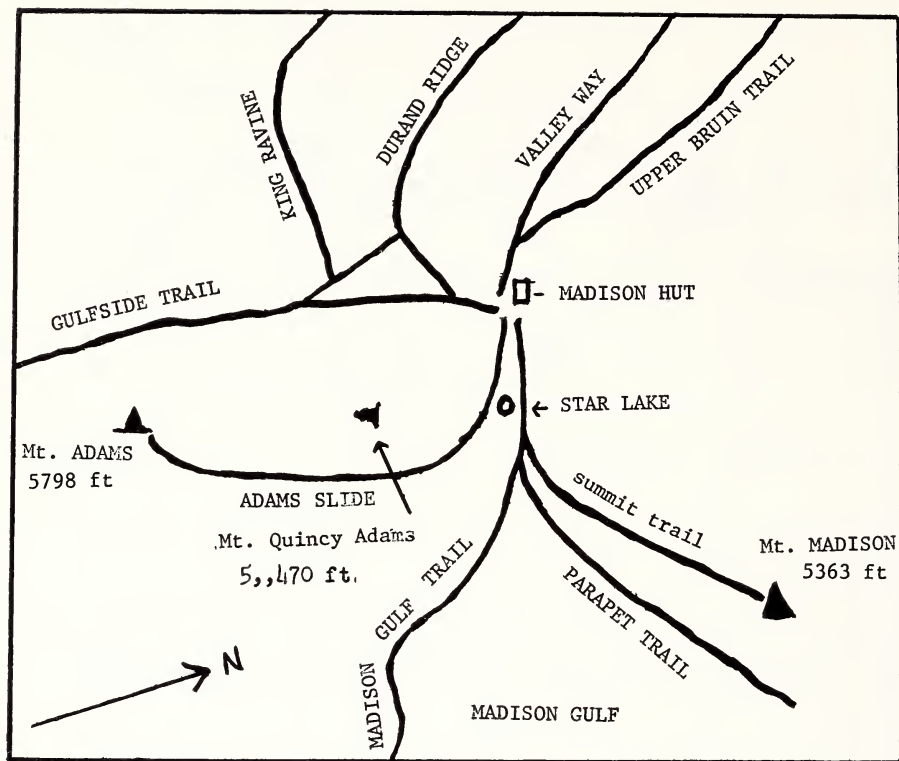 KING RAVINE
DURAND RIDGE
VALLEY WAY
UPPER BRUIN TRAIL
GULFSIDE TRAIL
- MADISON HUT
← STAR LAKE
Mt. ADAMS
5798 ft
ADAMS SLIDE
Mt. Quincy Adams
5,,470 ft.
summit trail
Mt. MADISON
5363 ft
MADISON GULF TRAIL
PARAPET TRAIL
N
MADISON GULF